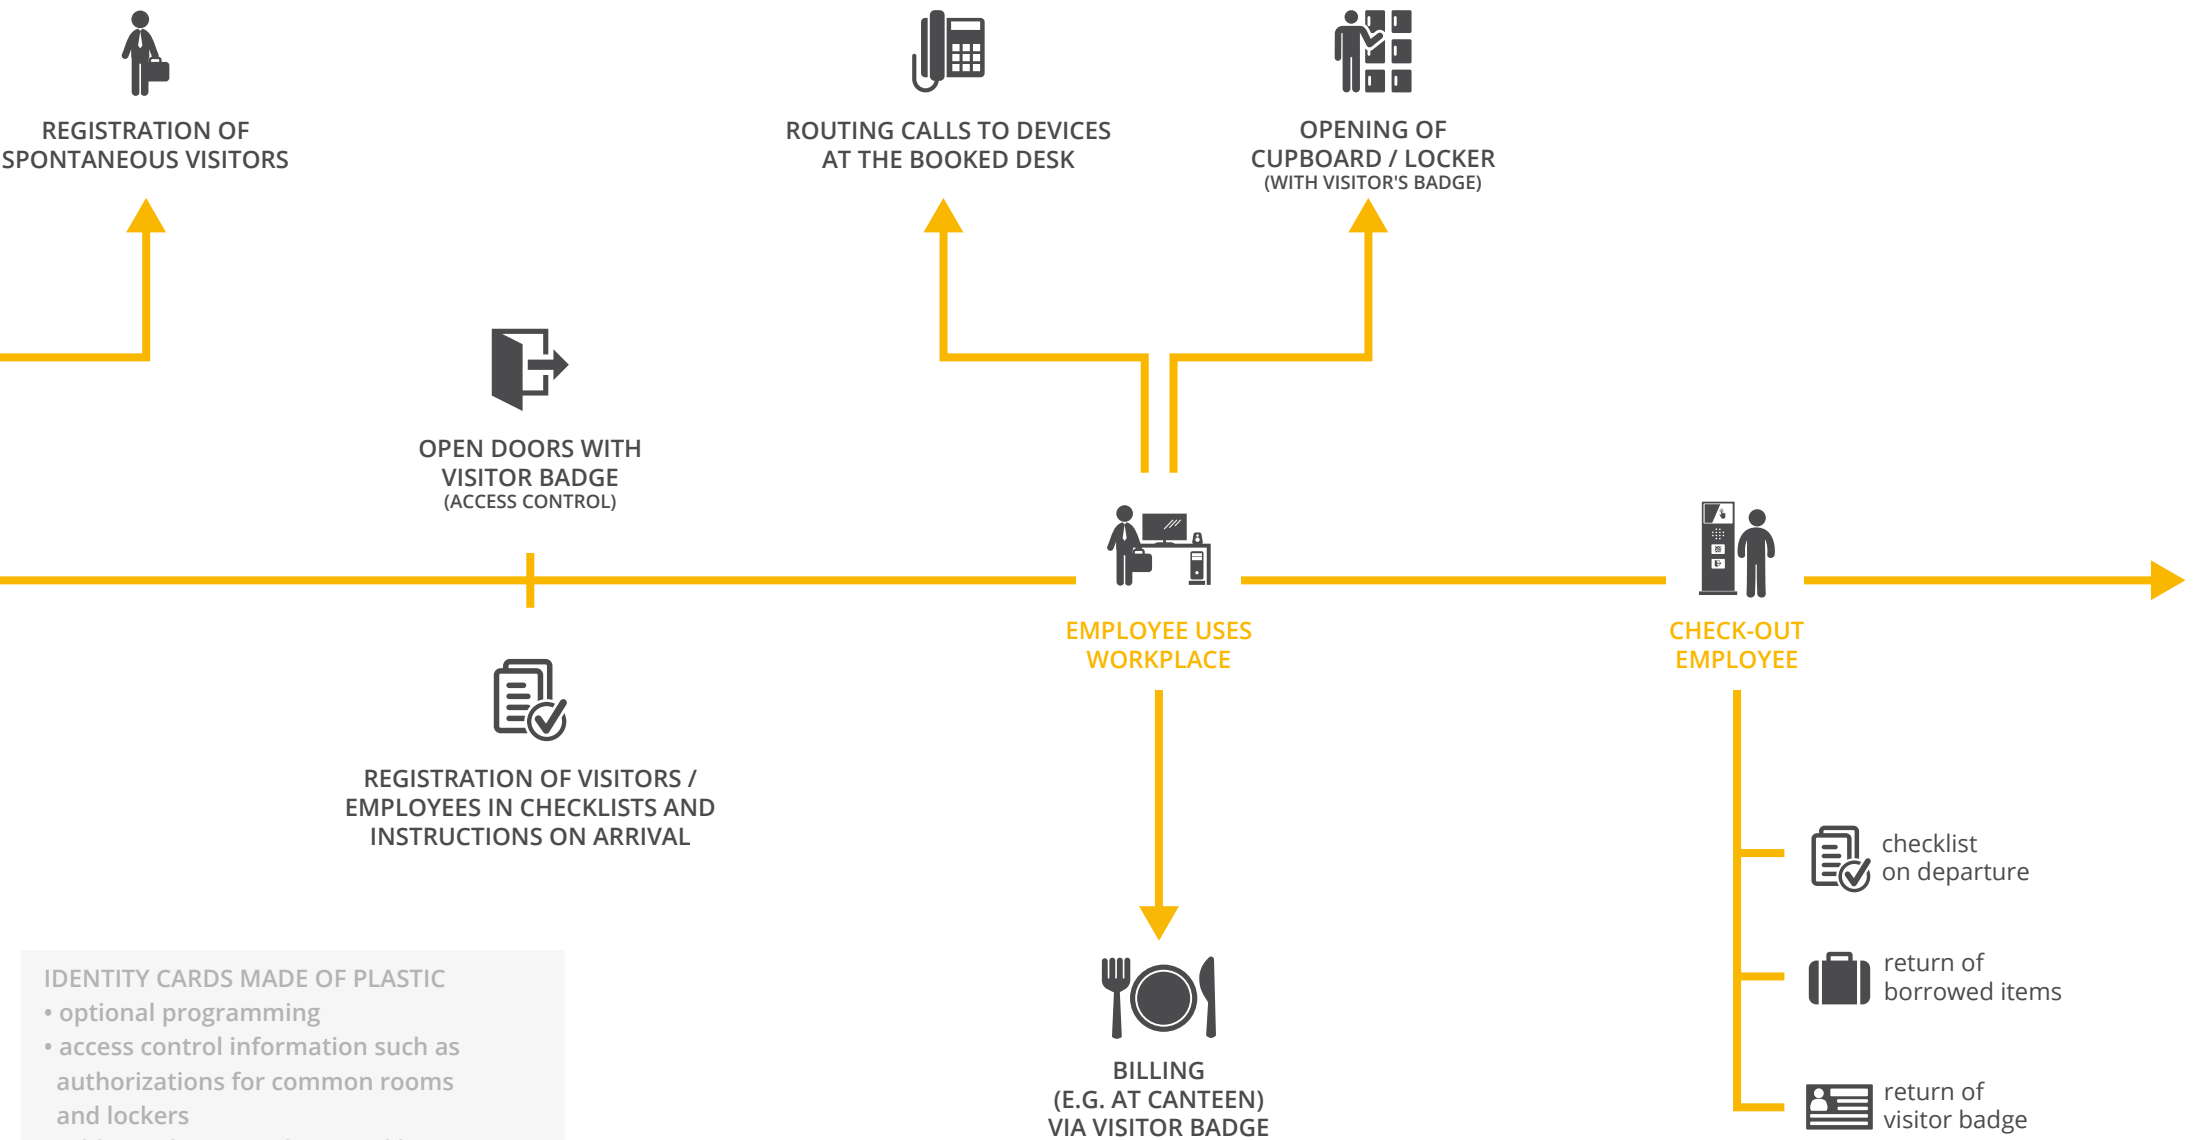 REGISTRATION OF
SPONTANEOUS VISITORS
ROUTING CALLS TO DEVICES
AT THE BOOKED DESK
OPENING OF
CUPBOARD / LOCKER
(WITH VISITOR'S BADGE)
OPEN DOORS WITH
VISITOR BADGE
(ACCESS CONTROL)
EMPLOYEE USES
WORKPLACE
CHECK-OUT
EMPLOYEE
REGISTRATION OF VISITORS /
EMPLOYEES IN CHECKLISTS AND
INSTRUCTIONS ON ARRIVAL
checklist
on departure
return of
borrowed items
return of
visitor badge
IDENTITY CARDS MADE OF PLASTIC
• optional programming
• access control information such as
authorizations for common rooms
and lockers
BILLING
(E.G. AT CANTEEN)
VIA VISITOR BADGE